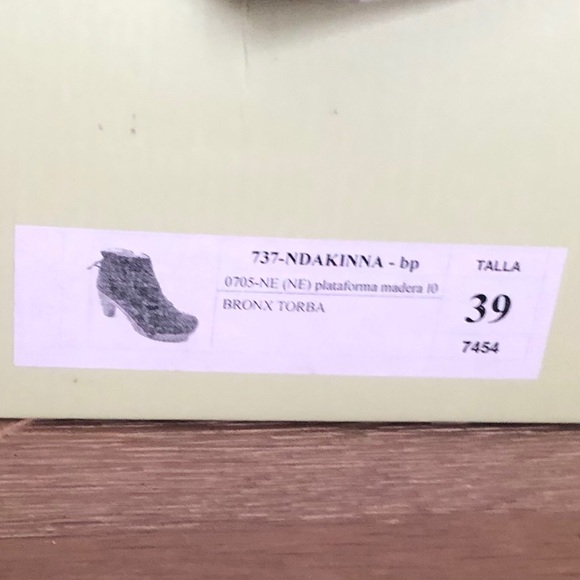 737-NDAKINNA - bp
0705-NE (NE) plataforma madera 10
BRONX TORBA
TALLA
39
7454